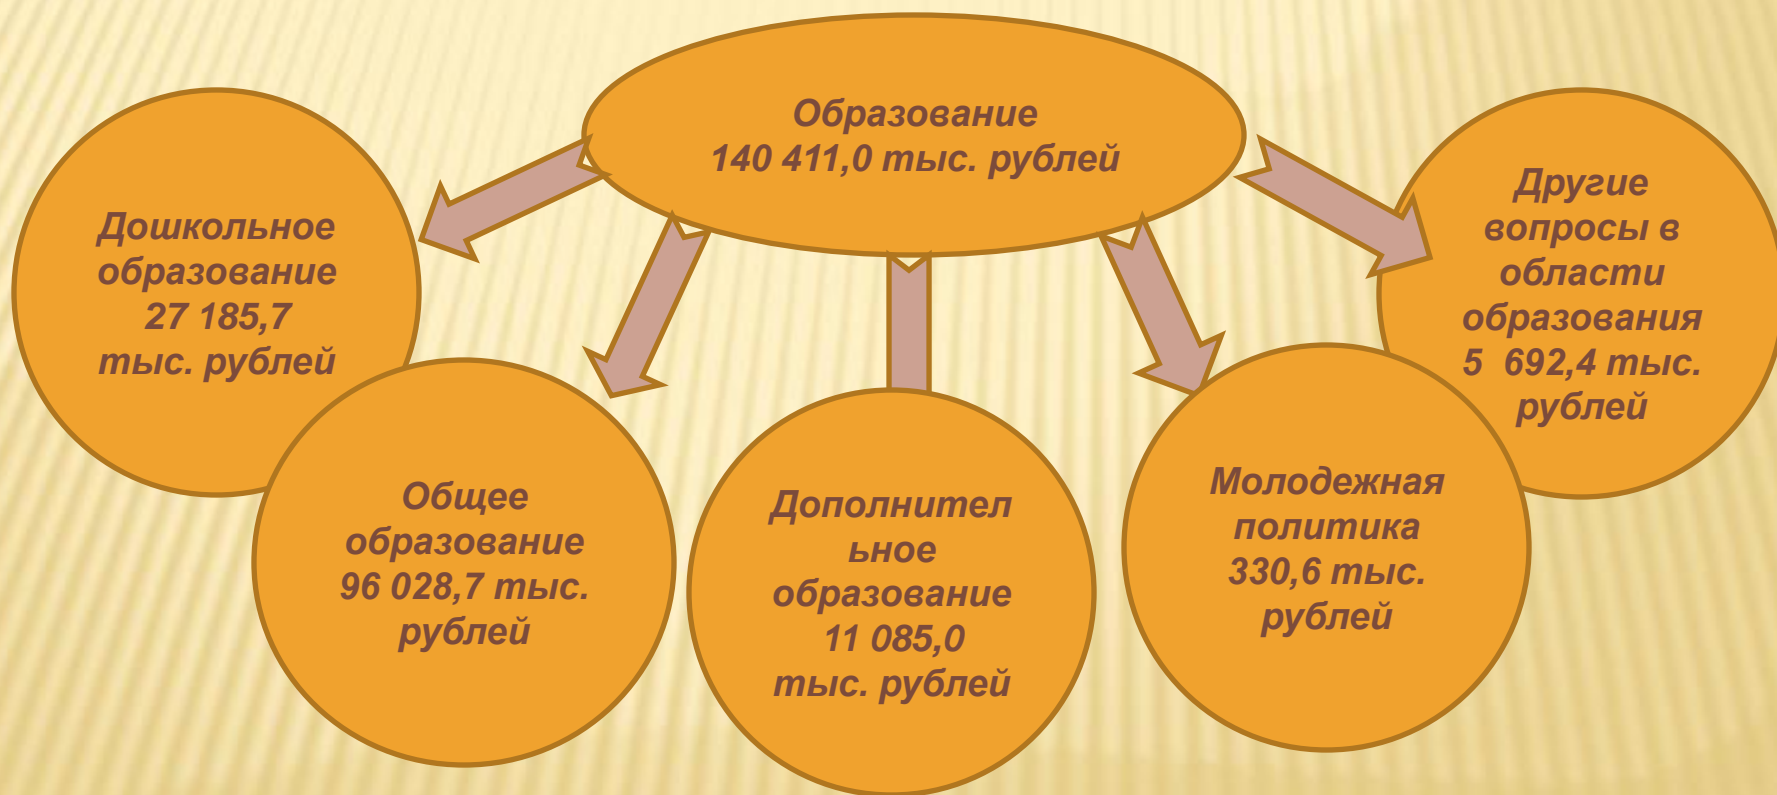 Образование
140 411,0 тыс. рублей
Дошкольное
образование
27 185,7
тыс. рублей
Общее
образование
96 028,7 тыс.
рублей
Дополнител
ьное
образование
11 085,0
тыс. рублей
Молодежная
политика
330,6 тыс.
рублей
Другие
вопросы в
области
образования
5  692,4 тыс.
рублей